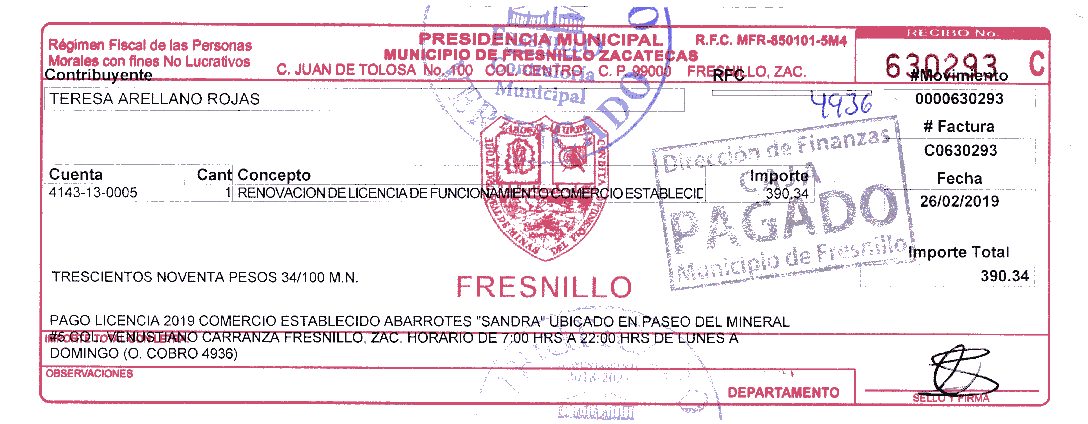 Régimen Fiscal de las Personas
Morales con fines No Lucrativos
PRESIDENCIA MUNICIPAL
MUNICIPIO DE FRESNILLO ZACATECAS
C. JUAN DE TOLOSA No. 100 COL. CENTRO C. P. 99000 FRESNILLO, ZAC.
R.F.C. MFR-850101-5M4
RECIBO No.
630293 C
Contribuyente
RFC
#Movimiento
TERESA ARELLANO ROJAS
4936
0000630293
Municipal
# Factura
C0630293
Dirección de Finanzas
CAJA
PAGADO
Municipio de Fresnillo
Cuenta Cant Concepto Importe
Fecha
4143-13-0005 1 RENOVACION DE LICENCIA DE FUNCIONAMIENTO COMERCIO ESTABLECID 390.34
26/02/2019
Importe Total
390.34
TRESCIENTOS NOVENTA PESOS 34/100 M.N.
FRESNILLO
PAGO LICENCIA 2019 COMERCIO ESTABLECIDO ABARROTES "SANDRA" UBICADO EN PASEO DEL MINERAL
#5 COL. VENUSTIANO CARRANZA FRESNILLO, ZAC. HORARIO DE 7:00 HRS A 22:00 HRS DE LUNES A
DOMINGO (O. COBRO 4936)
OBSERVACIONES
DEPARTAMENTO
SELLO Y FIRMA